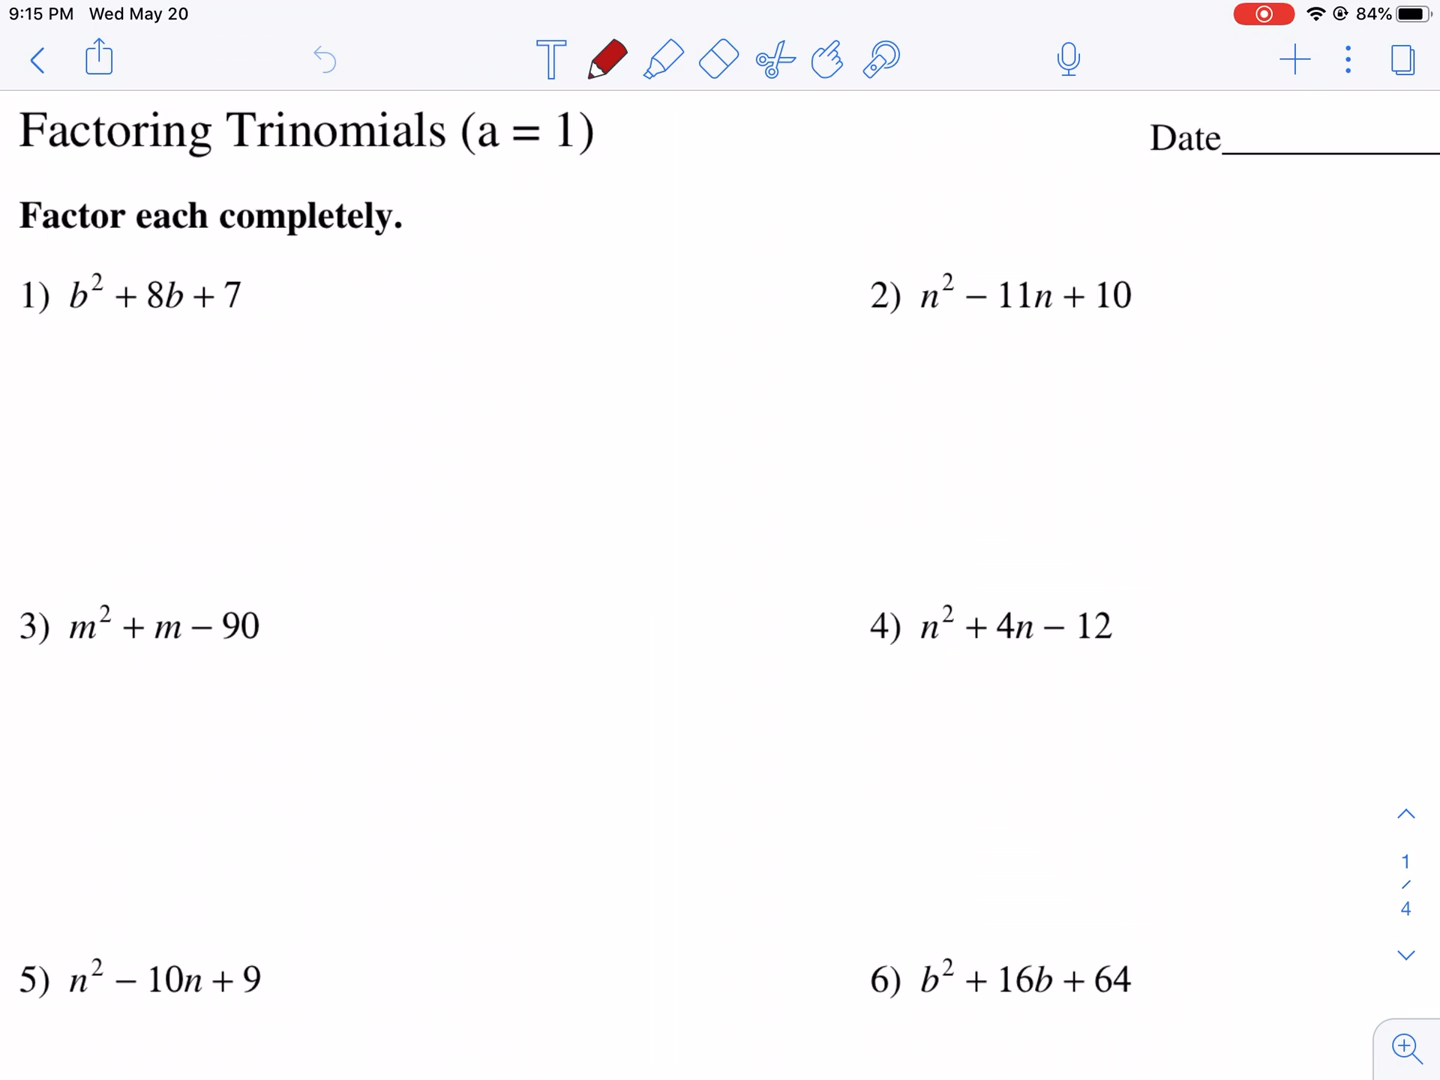 9:15 PM Wed May 20
84%
T
Factoring Trinomials (a = 1)
Date____________
Factor each completely.
1) b² + 8b + 7
2) n² − 11n + 10
3) m² + m − 90
4) n² + 4n − 12
1
/
4
5) n² − 10n + 9
6) b² + 16b + 64